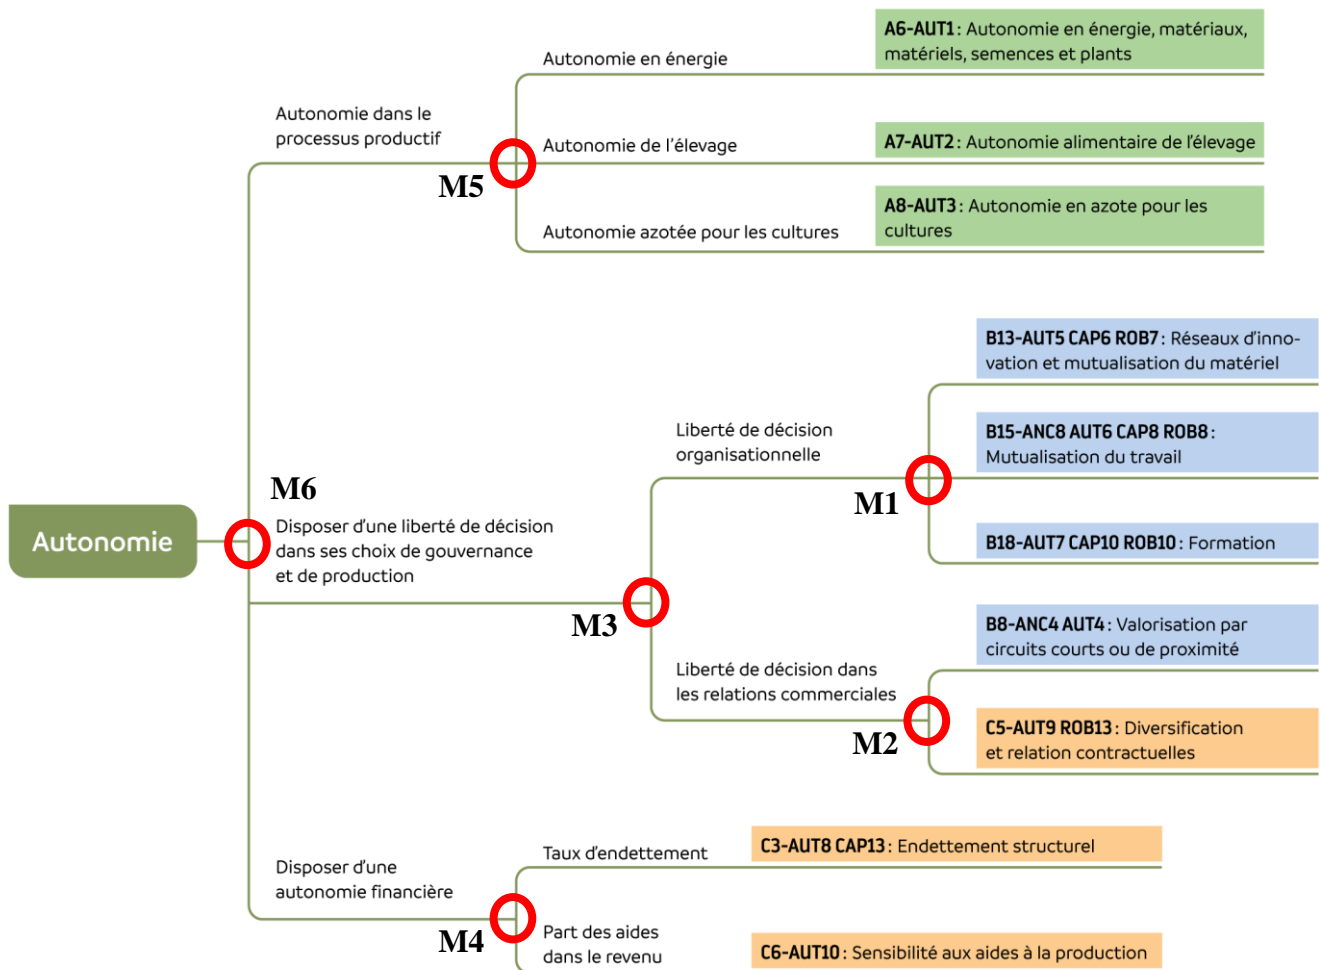 A6-AUT1 : Autonomie en énergie, matériaux,
matériels, semences et plants
Autonomie en énergie
Autonomie dans le
processus productif
A7-AUT2 : Autonomie alimentaire de l'élevage
Autonomie de l'élevage
M5
A8-AUT3 : Autonomie en azote pour les
cultures
Autonomie azotée pour les cultures
B13-AUT5 CAP6 ROB7 : Réseaux d'inno-
vation et mutualisation du matériel
Liberté de décision
organisationnelle
B15-ANC8 AUT6 CAP8 ROB8 :
Mutualisation du travail
M1
M6
Autonomie
Disposer d'une liberté de décision
dans ses choix de gouvernance
et de production
B18-AUT7 CAP10 ROB10 : Formation
M3
B8-ANC4 AUT4 : Valorisation par
circuits courts ou de proximité
Liberté de décision dans
les relations commerciales
M2
C5-AUT9 ROB13 : Diversification
et relation contractuelles
Taux d'endettement
C3-AUT8 CAP13 : Endettement structurel
Disposer d'une
autonomie financière
M4
Part des aides
dans le revenu
C6-AUT10 : Sensibilité aux aides à la production